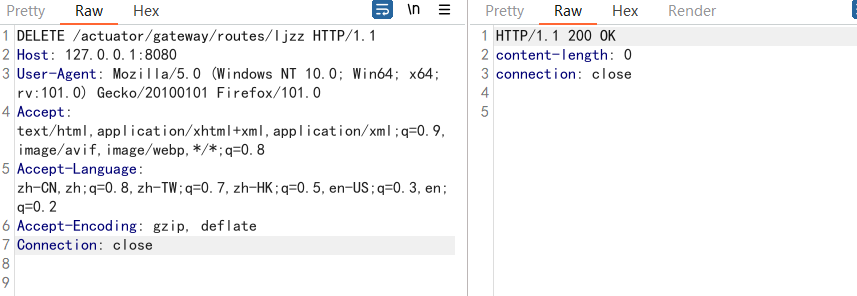 Pretty Raw Hex \n
1 DELETE /actuator/gateway/routes/ljzz HTTP/1.1
2 Host: 127.0.0.1:8080
3 User-Agent: Mozilla/5.0 (Windows NT 10.0; Win64; x64;
rv:101.0) Gecko/20100101 Firefox/101.0
4 Accept:
text/html,application/xhtml+xml,application/xml;q=0.9,
image/avif,image/webp,*/*;q=0.8
5 Accept-Language:
zh-CN,zh;q=0.8,zh-TW;q=0.7,zh-HK;q=0.5,en-US;q=0.3,en;
q=0.2
6 Accept-Encoding: gzip, deflate
7 Connection: close
8
9
Pretty Raw Hex Render
1 HTTP/1.1 200 OK
2 content-length: 0
3 connection: close
4
5